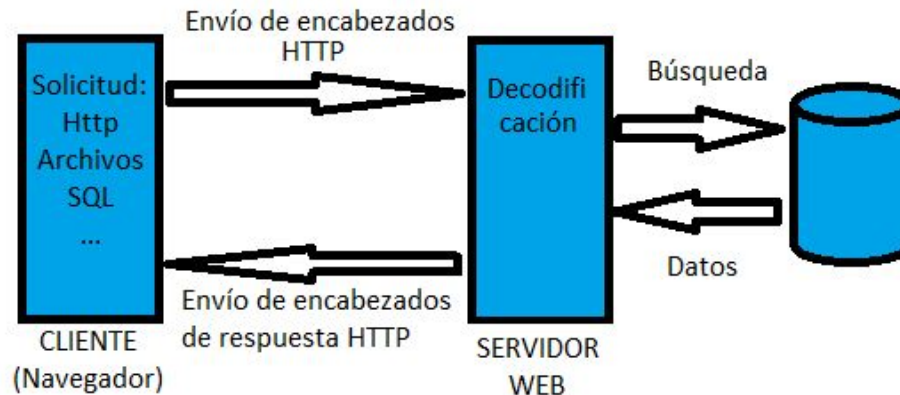 Envío de encabezados
HTTP
Solicitud:
Http
Archivos
SQL
...
Decodifi
cación
Búsqueda
Datos
Envío de encabezados
de respuesta HTTP
CLIENTE
(Navegador)
SERVIDOR
WEB